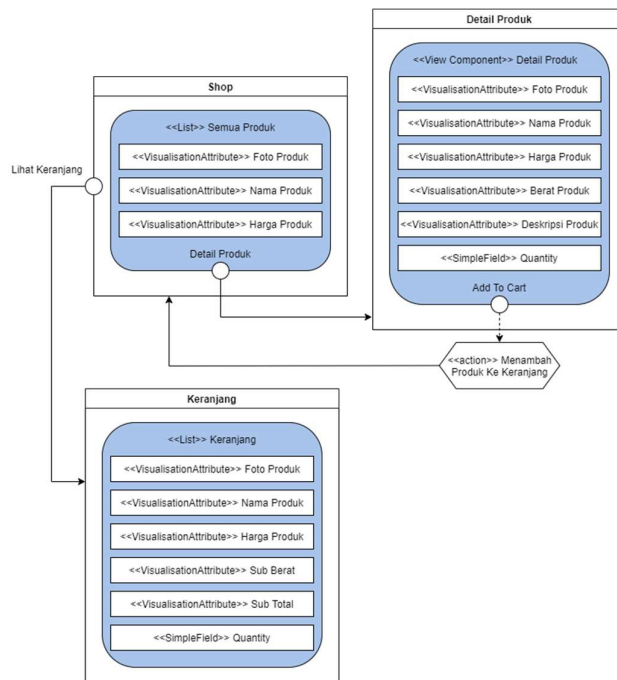 Detail Produk
<<View Component>> Detail Produk
<<VisualisationAttribute>> Foto Produk
<<VisualisationAttribute>> Nama Produk
<<VisualisationAttribute>> Harga Produk
<<VisualisationAttribute>> Berat Produk
<<VisualisationAttribute>> Deskripsi Produk
<<SimpleField>> Quantity
Add To Cart
Shop
<<List>> Semua Produk
<<VisualisationAttribute>> Foto Produk
<<VisualisationAttribute>> Nama Produk
<<VisualisationAttribute>> Harga Produk
Detail Produk
Lihat Keranjang
<<action>> Menambah
Produk Ke Keranjang
Keranjang
<<List>> Keranjang
<<VisualisationAttribute>> Foto Produk
<<VisualisationAttribute>> Nama Produk
<<VisualisationAttribute>> Harga Produk
<<VisualisationAttribute>> Sub Berat
<<VisualisationAttribute>> Sub Total
<<SimpleField>> Quantity